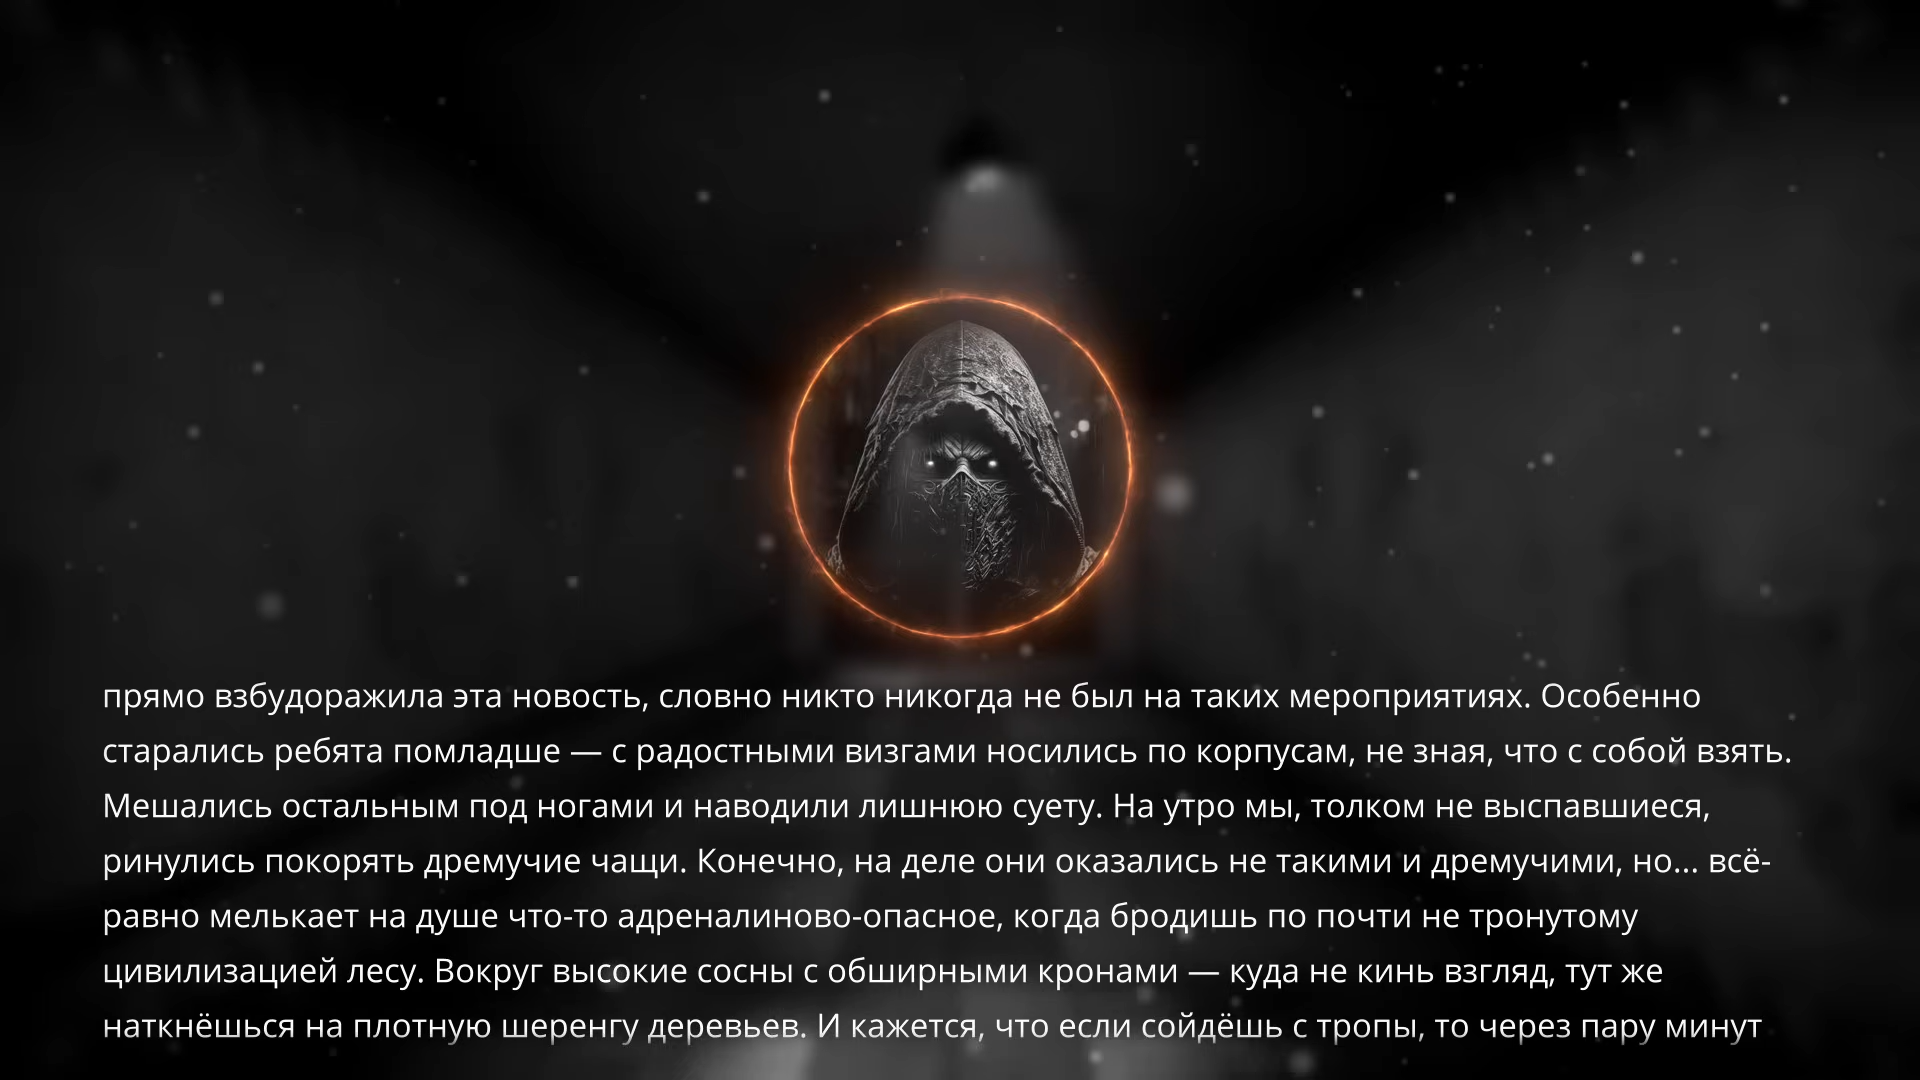 прямо взбудоражила эта новость, словно никто никогда не был на таких мероприятиях. Особенно
старались ребята помладше — с радостными визгами носились по корпусам, не зная, что с собой взять.
Мешались остальным под ногами и наводили лишнюю суету. На утро мы, толком не выспавшиеся,
ринулись покорять дремучие чащи. Конечно, на деле они оказались не такими и дремучими, но... всё-
равно мелькает на душе что-то адреналиново-опасное, когда бродишь по почти не тронутому
цивилизацией лесу. Вокруг высокие сосны с обширными кронами — куда не кинь взгляд, тут же
наткнёшься на плотную шеренгу деревьев. И кажется, что если сойдёшь с тропы, то через пару минут